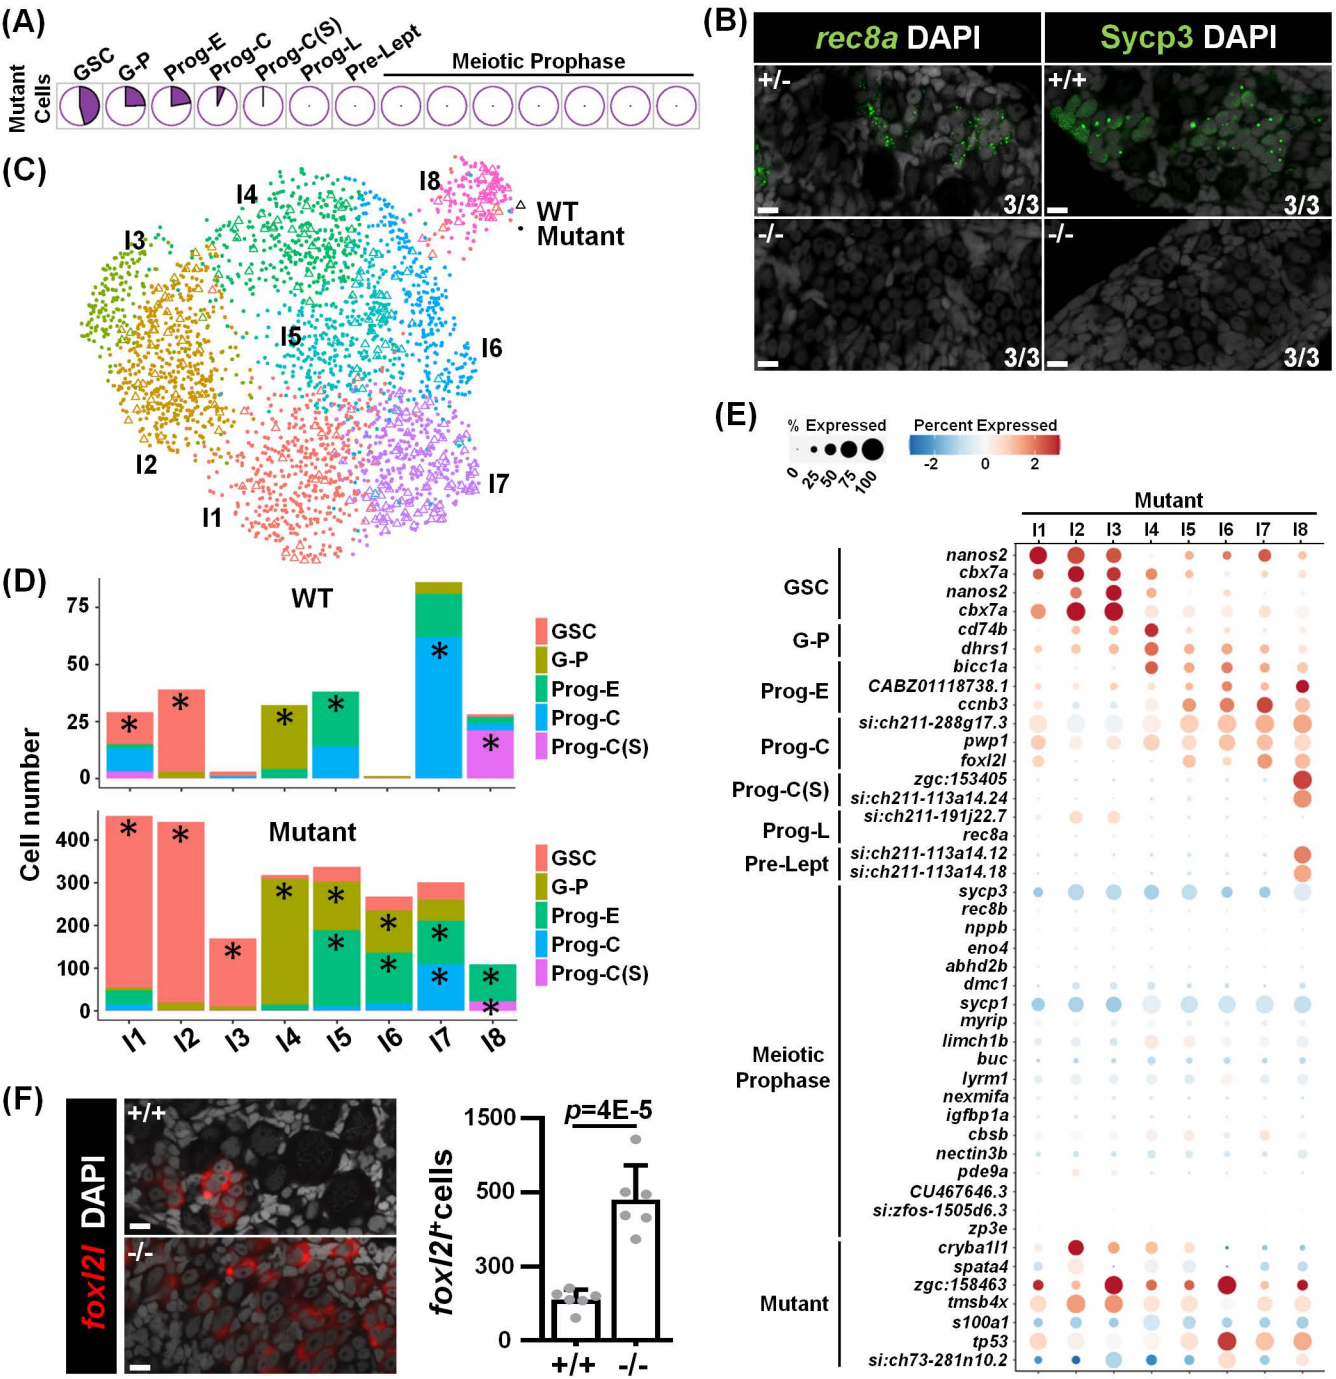 (A)
GSC G-P Prog-E Prog-C Prog-C(S) Prog-L Pre-Lept Meiotic Prophase
Mutant
Cells
(B)
rec8a DAPI Sycp3 DAPI
+/- +/+
3/3 3/3
-/- -/-
3/3 3/3
(C)
I4 I8
WT
Mutant
I3
I5
I6
I2
I7
I1
(D)
WT
75
50
25
0
GSC
G-P
Prog-E
Prog-C
Prog-C(S)
* * * * * *
Cell number
Mutant
400
300
200
100
0
GSC
G-P
Prog-E
Prog-C
Prog-C(S)
* * * * * * * * * * * *
I1 I2 I3 I4 I5 I6 I7 I8
(E)
% Expressed
0 25 50 75 100
Percent Expressed
-2 0 2
Mutant
I1 I2 I3 I4 I5 I6 I7 I8
GSC
nanos2
cbx7a
nanos2
cbx7a
G-P
cd74b
dhrs1
Prog-E
bicc1a
CABZ01118738.1
ccnb3
Prog-C
si:ch211-288g17.3
pwp1
foxl2l
Prog-C(S)
zgc:153405
si:ch211-113a14.24
Prog-L
si:ch211-191j22.7
rec8a
Pre-Lept
si:ch211-113a14.12
si:ch211-113a14.18
Meiotic
Prophase
sycp3
rec8b
nppb
eno4
abhd2b
dmc1
sycp1
myrip
limch1b
buc
lyrm1
nexmifa
igfbp1a
cbsb
nectin3b
pde9a
CU467646.3
si:zfos-1505d6.3
zp3e
Mutant
cryba1l1
spata4
zgc:158463
tmsb4x
s100a1
tp53
si:ch73-281n10.2
(F)
foxl2l DAPI
+/+
-/-
foxl2l+cells
p=4E-5
1500
500
300
0
+/+ -/-